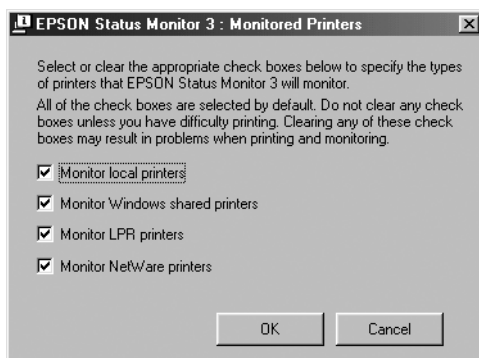 EPSON Status Monitor 3 : Monitored Printers
Select or clear the appropriate check boxes below to specify the types
of printers that EPSON Status Monitor 3 will monitor.
All of the check boxes are selected by default. Do not clear any check
boxes unless you have difficulty printing. Clearing any of these check
boxes may result in problems when printing and monitoring.
Monitor local printers
Monitor Windows shared printers
Monitor LPR printers
Monitor NetWare printers
OK Cancel